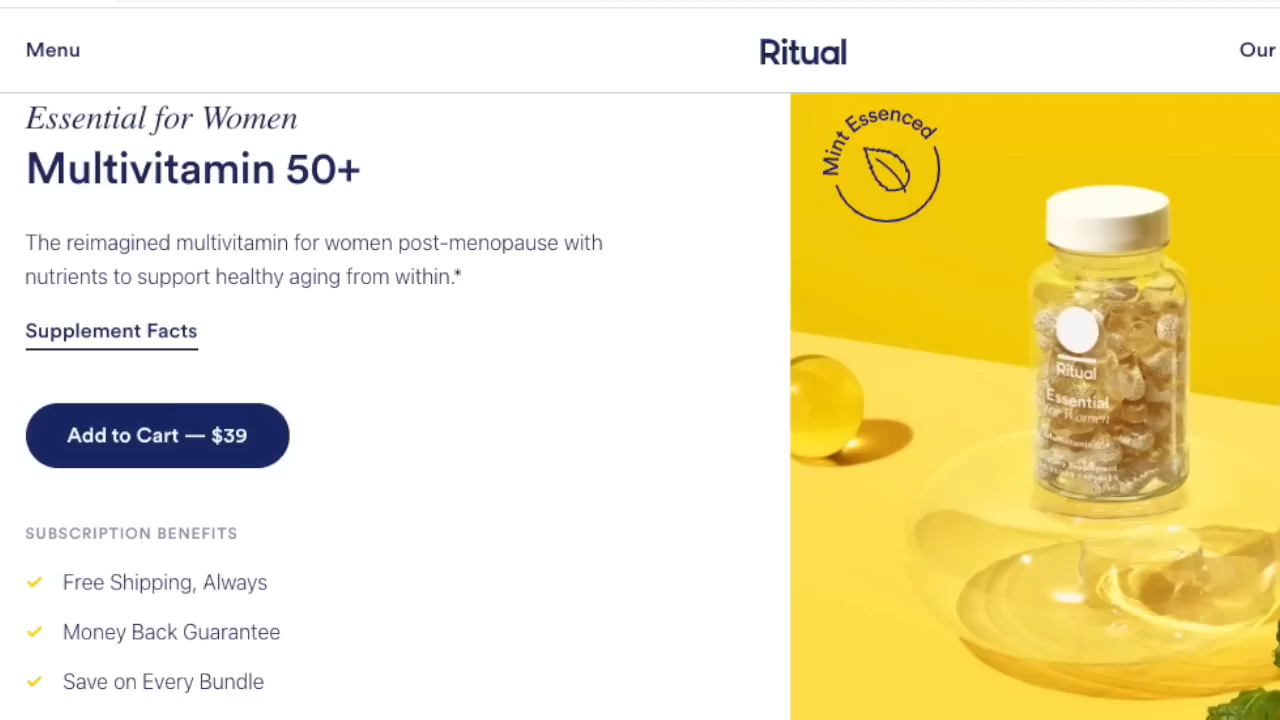 Menu
Ritual
Our
Essential for Women
Multivitamin 50+
The reimagined multivitamin for women post-menopause with
nutrients to support healthy aging from within.*
Supplement Facts
Add to Cart — $39
SUBSCRIPTION BENEFITS
Free Shipping, Always
Money Back Guarantee
Save on Every Bundle
Mint Essenced
Ritual
Essential
for Women
Multivitamin 50+